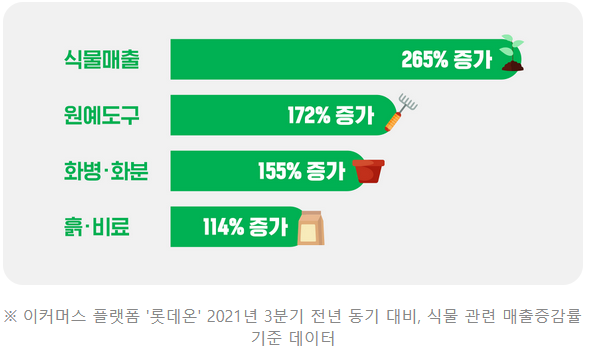 식물매출 265% 증가
원예도구 172% 증가
화병·화분 155% 증가
흙·비료 114% 증가
※ 이커머스 플랫폼 '롯데온' 2021년 3분기 전년 동기 대비, 식물 관련 매출증감률
기준 데이터